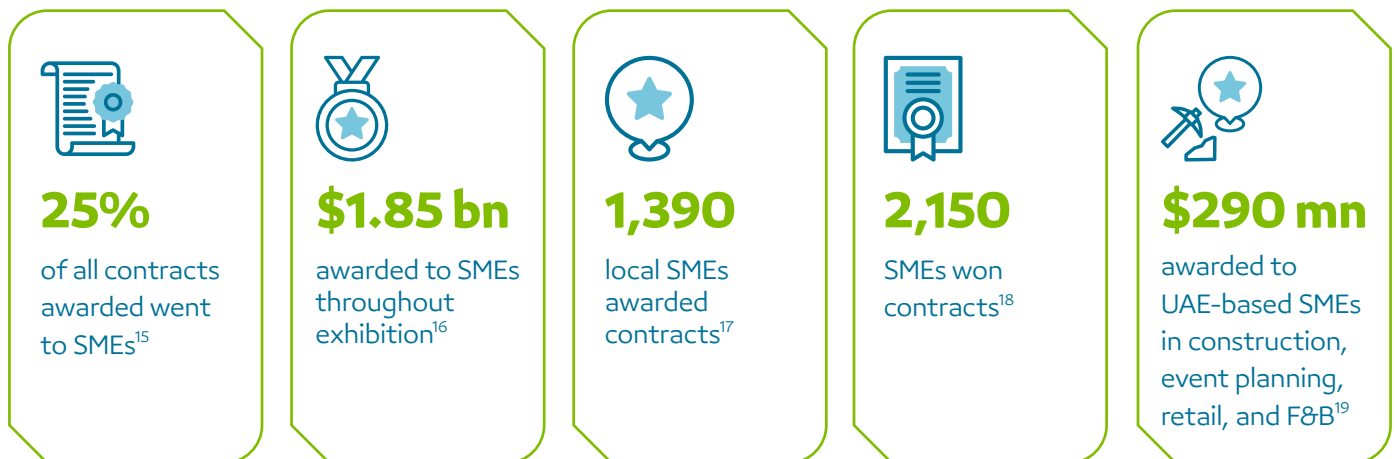 25%
of all contracts
awarded went
to SMEs15
$1.85 bn
awarded to SMEs
throughout
exhibition16
1,390
local SMEs
awarded
contracts17
2,150
SMEs won
contracts18
$290 mn
awarded to
UAE-based SMEs
in construction,
event planning,
retail, and F&B19